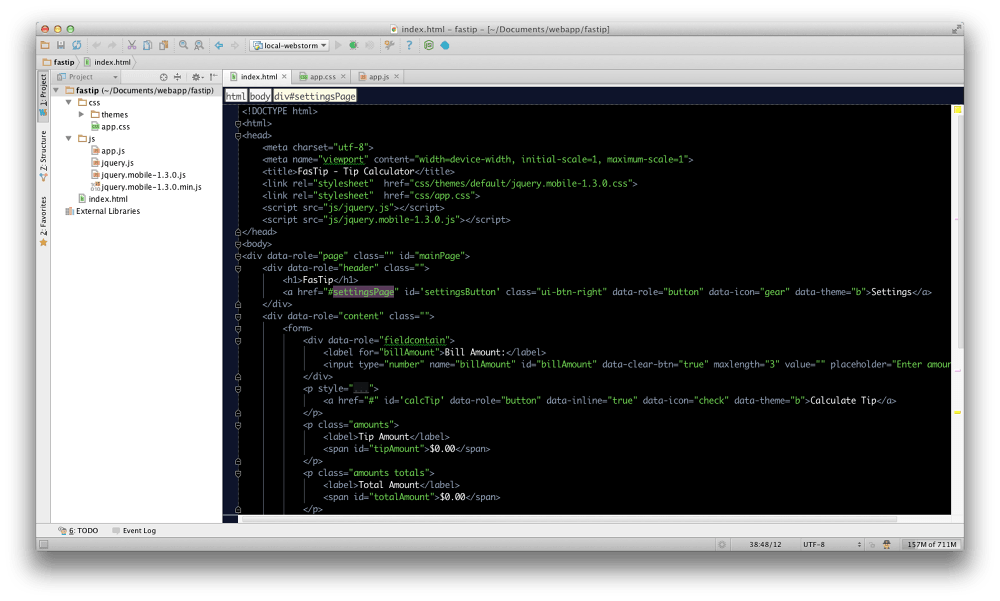 index.html - fastip - [~/Documents/webapp/fastip]
local-webstorm
fastip index.html
Project
index.html app.css app.js
1: Project
Z: Structure
2: Favorites
fastip (~/Documents/webapp/fastip)
css
themes
app.css
js
app.js
jquery.js
jquery.mobile-1.3.0.js
jquery.mobile-1.3.0.min.js
index.html
External Libraries
html body div#settingsPage
<!DOCTYPE html>
<html>
<head>
<meta charset="utf-8">
<meta name="viewport" content="width=device-width, initial-scale=1, maximum-scale=1">
<title>FasTip - Tip Calculator</title>
<link rel="stylesheet" href="css/themes/default/jquery.mobile-1.3.0.css">
<link rel="stylesheet" href="css/app.css">
<script src="js/jquery.js"></script>
<script src="js/jquery.mobile-1.3.0.js"></script>
</head>
<body>
<div data-role="page" class="" id="mainPage">
<div data-role="header" class="">
<h1>FasTip</h1>
<a href="#settingsPage" id='settingsButton' class="ui-btn-right" data-role="button" data-icon="gear" data-theme="b">Settings</a>
</div>
<div data-role="content" class="">
<form>
<div data-role="fieldcontain">
<label for="billAmount">Bill Amount:</label>
<input type="number" name="billAmount" id="billAmount" data-clear-btn="true" maxlength="3" value="" placeholder="Enter amour
</div>
<p style="...">
<a href="#" id='calcTip' data-role="button" data-inline="true" data-icon="check" data-theme="b">Calculate Tip</a>
</p>
<p class="amounts">
<label>Tip Amount</label>
<span id="tipAmount">$0.00</span>
</p>
<p class="amounts totals">
<label>Total Amount</label>
<span id="totalAmount">$0.00</span>
</p>
6: TODO Event Log
38:48/12 UTF-8 157M of 711M